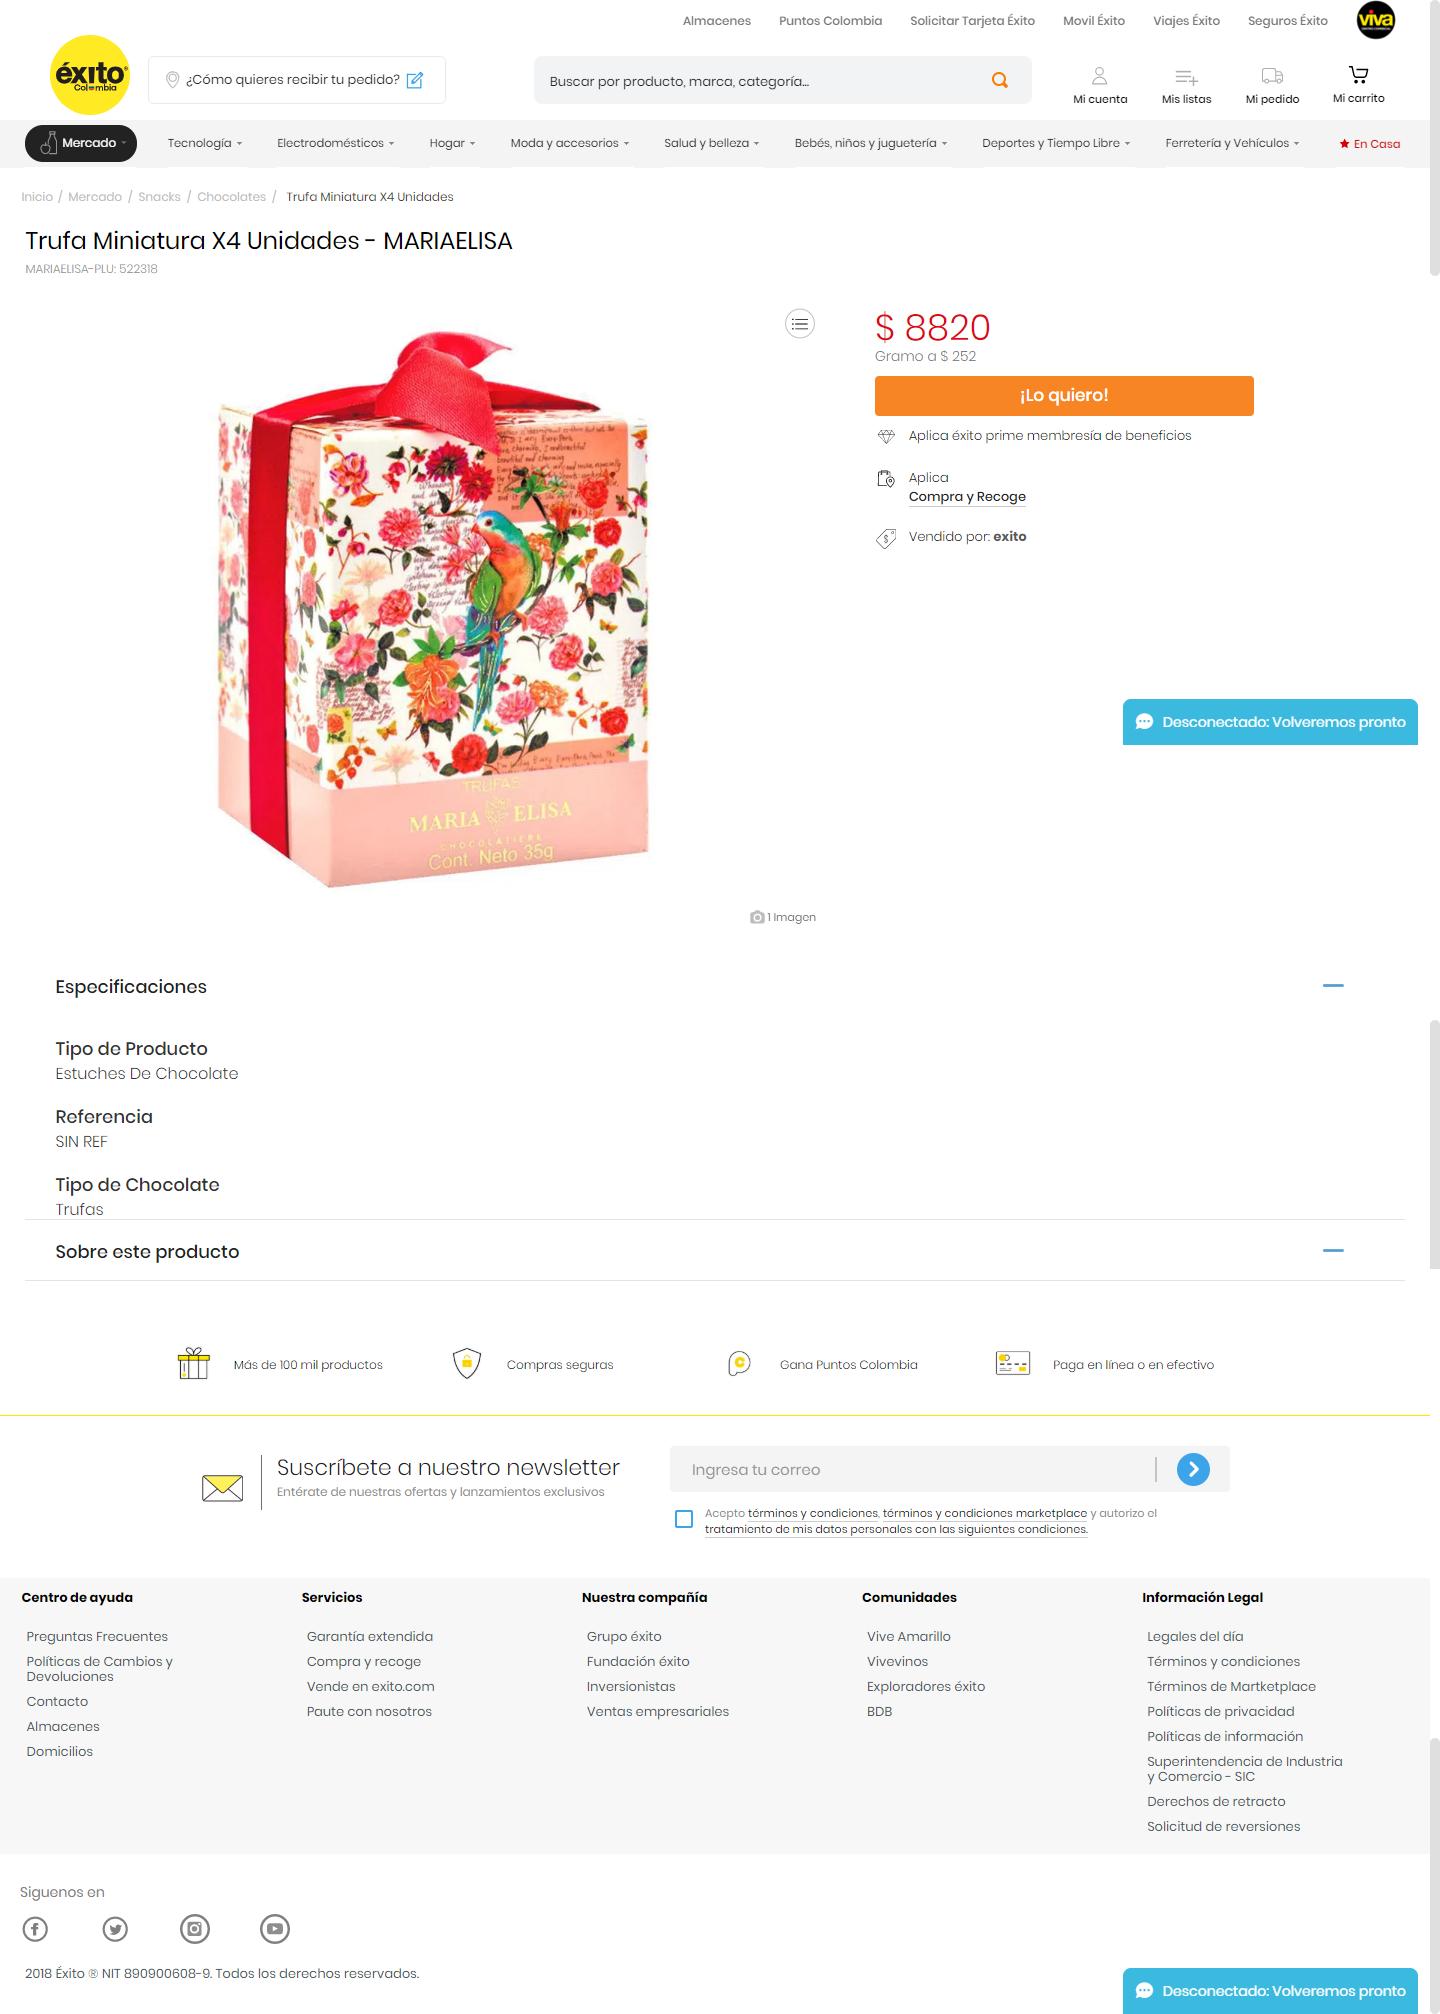 Almacenes Puntos Colombia Solicitar Tarjeta Éxito Movil Éxito Viajes Éxito Seguros Éxito viva
éxito
Colombia
¿Cómo quieres recibir tu pedido?
Buscar por producto, marca, categoría...
Mi cuenta Mis listas Mi pedido Mi carrito
Mercado Tecnología Electrodomésticos Hogar Moda y accesorios Salud y belleza Bebés, niños y juguetería Deportes y Tiempo Libre Ferretería y Vehículos En Casa
Inicio / Mercado / Snacks / Chocolates / Trufa Miniatura X4 Unidades
Trufa Miniatura X4 Unidades - MARIAELISA
MARIAELISA-PLU: 522318
$ 8820
Gramo a $ 252
¡Lo quiero!
Aplica éxito prime membresía de beneficios
Aplica
Compra y Recoge
Vendido por: exito
TRUFAS
MARIA ELISA
CHOCOLATIERE
Cont. Neto 35g
Desconectado: Volveremos pronto
1 Imagen
Especificaciones
Tipo de Producto
Estuches De Chocolate
Referencia
SIN REF
Tipo de Chocolate
Trufas
Sobre este producto
Más de 100 mil productos Compras seguras Gana Puntos Colombia Paga en línea o en efectivo
Suscríbete a nuestro newsletter
Entérate de nuestras ofertas y lanzamientos exclusivos
Ingresa tu correo
Acepto términos y condiciones, términos y condiciones marketplace y autorizo el
tratamiento de mis datos personales con las siguientes condiciones.
Centro de ayuda
Preguntas Frecuentes
Políticas de Cambios y
Devoluciones
Contacto
Almacenes
Domicilios
Servicios
Garantía extendida
Compra y recoge
Vende en exito.com
Paute con nosotros
Nuestra compañía
Grupo éxito
Fundación éxito
Inversionistas
Ventas empresariales
Comunidades
Vive Amarillo
Vivevinos
Exploradores éxito
BDB
Información Legal
Legales del día
Términos y condiciones
Términos de Martketplace
Políticas de privacidad
Políticas de información
Superintendencia de Industria
y Comercio - SIC
Derechos de retracto
Solicitud de reversiones
Siguenos en
2018 Éxito ® NIT 890900608-9. Todos los derechos reservados.
Desconectado: Volveremos pronto